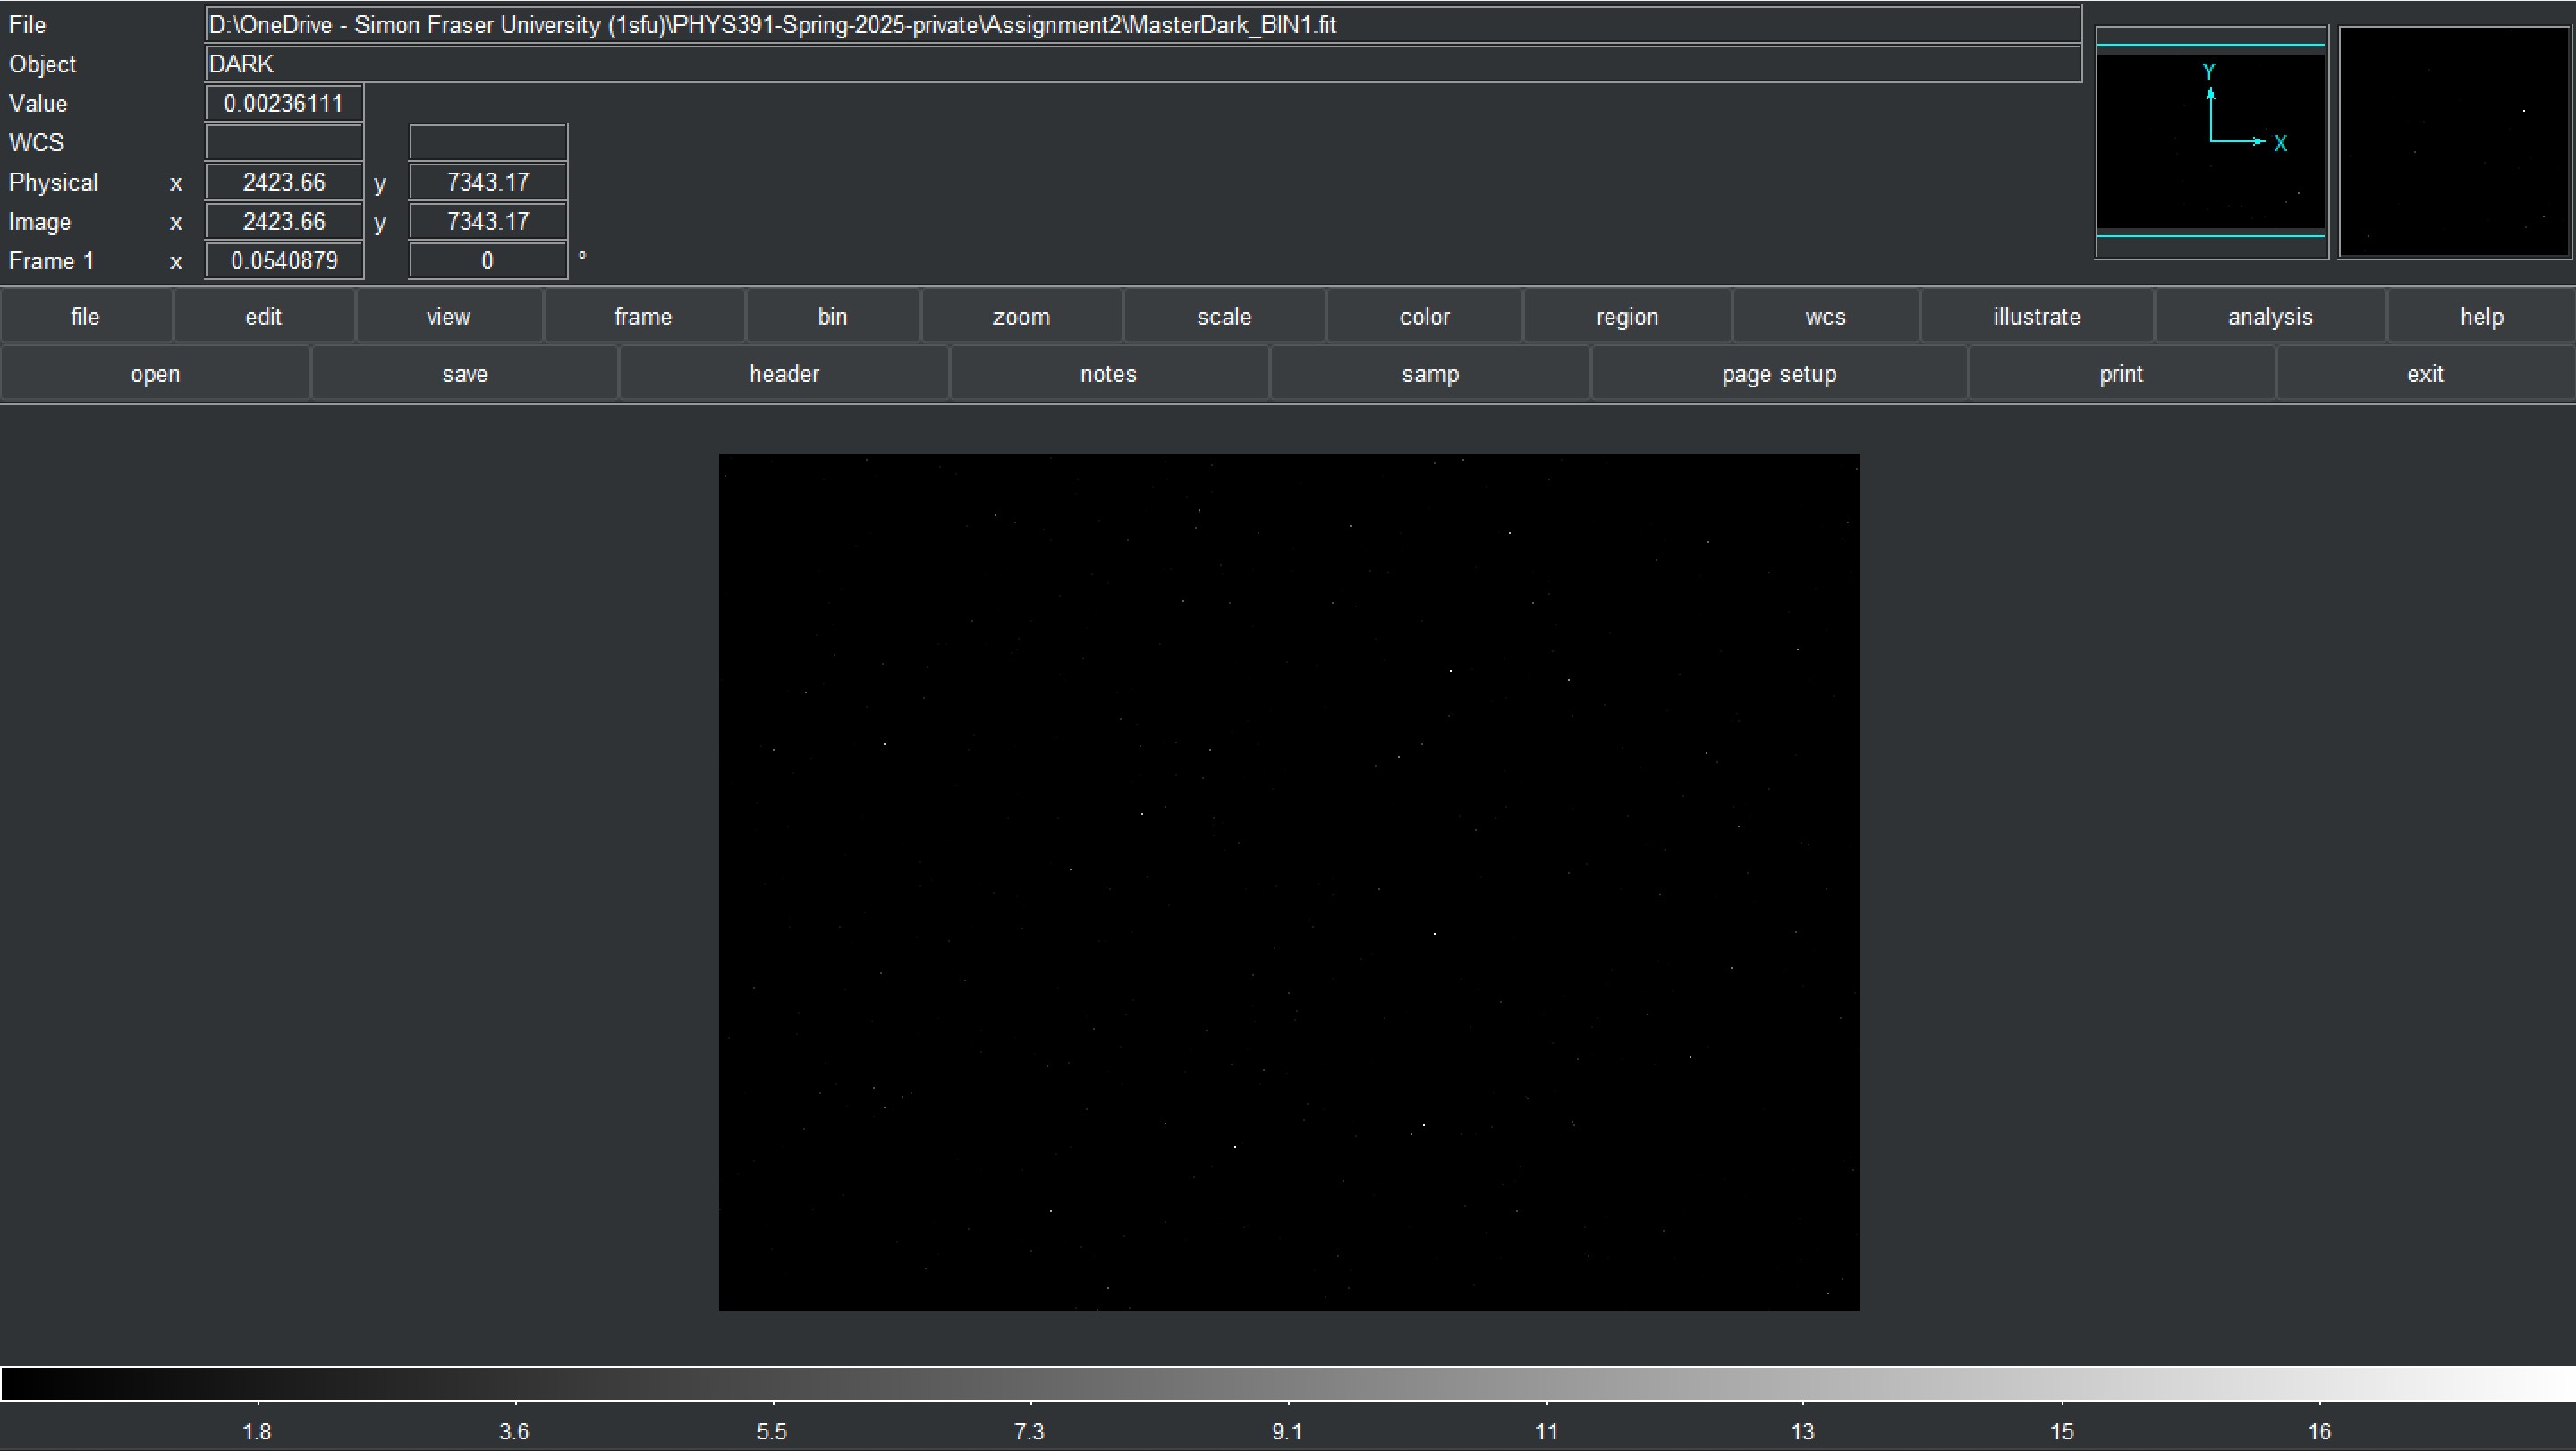 File D:\OneDrive - Simon Fraser University (1sfu)\PHYS391-Spring-2025-private\Assignment2\MasterDark_BIN1.fit
Object DARK
Value 0.00236111
WCS
Physical x 2423.66 y 7343.17
Image x 2423.66 y 7343.17
Frame 1 x 0.0540879 0 °
Y
X
file edit view frame bin zoom scale color region wcs illustrate analysis help
open save header notes samp page setup print exit
1.8 3.6 5.5 7.3 9.1 11 13 15 16